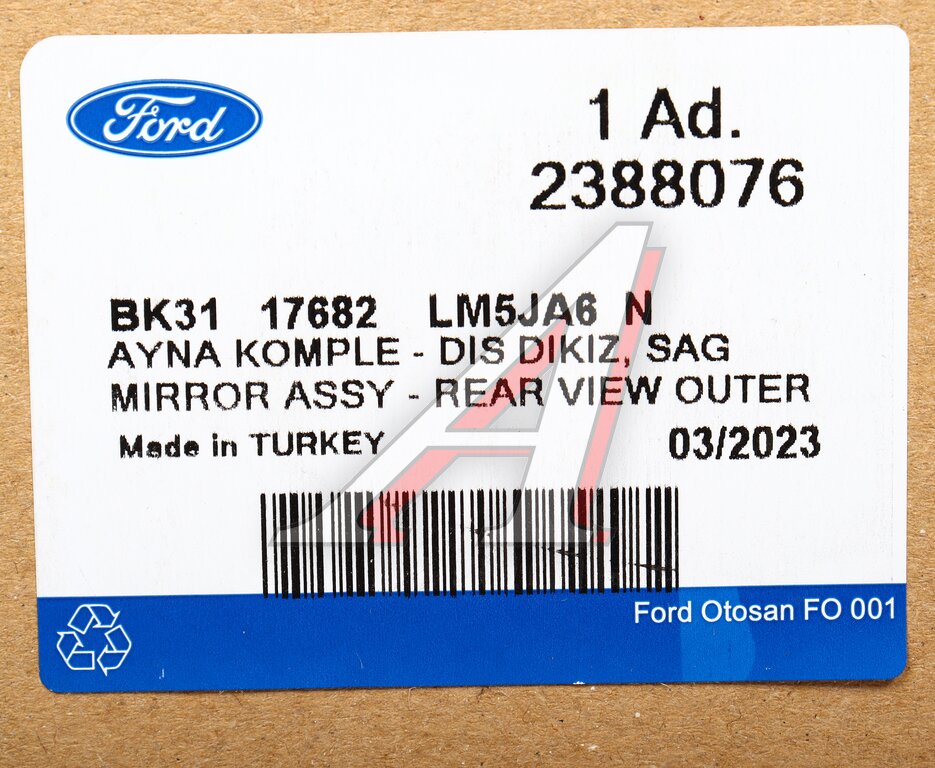 Ford
1 Ad.
2388076
BK31 17682 LM5JA6 N
AYNA KOMPLE - DIS DIKIZ, SAG
MIRROR ASSY - REAR VIEW OUTER
Made in TURKEY 03/2023
Ford Otosan FO 001